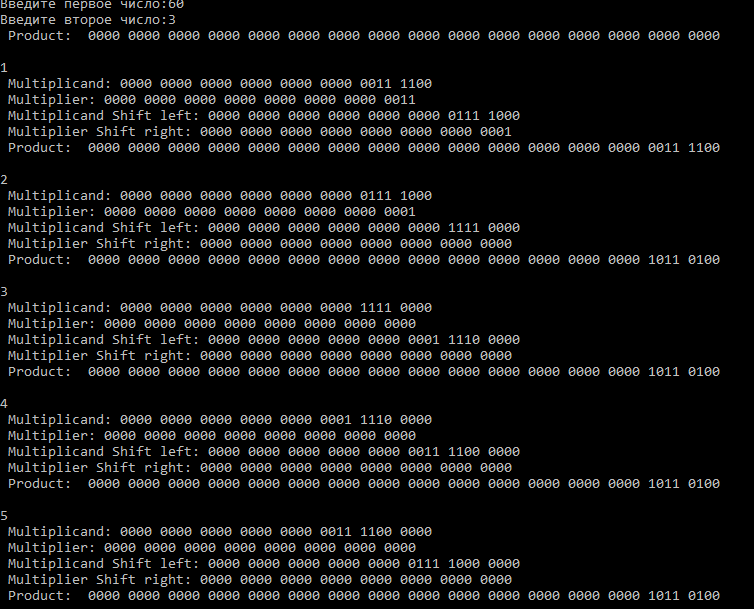 Введите первое число:60
Введите второе число:3
Product:  0000 0000 0000 0000 0000 0000 0000 0000 0000 0000 0000 0000 0000 0000 0000 0000
1
Multiplicand: 0000 0000 0000 0000 0000 0000 0011 1100
Multiplier: 0000 0000 0000 0000 0000 0000 0000 0011
Multiplicand Shift left: 0000 0000 0000 0000 0000 0000 0111 1000
Multiplier Shift right: 0000 0000 0000 0000 0000 0000 0000 0001
Product:  0000 0000 0000 0000 0000 0000 0000 0000 0000 0000 0000 0000 0000 0000 0011 1100
2
Multiplicand: 0000 0000 0000 0000 0000 0000 0111 1000
Multiplier: 0000 0000 0000 0000 0000 0000 0000 0001
Multiplicand Shift left: 0000 0000 0000 0000 0000 0000 1111 0000
Multiplier Shift right: 0000 0000 0000 0000 0000 0000 0000 0000
Product:  0000 0000 0000 0000 0000 0000 0000 0000 0000 0000 0000 0000 0000 0000 1011 0100
3
Multiplicand: 0000 0000 0000 0000 0000 0000 1111 0000
Multiplier: 0000 0000 0000 0000 0000 0000 0000 0000
Multiplicand Shift left: 0000 0000 0000 0000 0000 0001 1110 0000
Multiplier Shift right: 0000 0000 0000 0000 0000 0000 0000 0000
Product:  0000 0000 0000 0000 0000 0000 0000 0000 0000 0000 0000 0000 0000 0000 1011 0100
4
Multiplicand: 0000 0000 0000 0000 0000 0001 1110 0000
Multiplier: 0000 0000 0000 0000 0000 0000 0000 0000
Multiplicand Shift left: 0000 0000 0000 0000 0000 0011 1100 0000
Multiplier Shift right: 0000 0000 0000 0000 0000 0000 0000 0000
Product:  0000 0000 0000 0000 0000 0000 0000 0000 0000 0000 0000 0000 0000 0000 1011 0100
5
Multiplicand: 0000 0000 0000 0000 0000 0011 1100 0000
Multiplier: 0000 0000 0000 0000 0000 0000 0000 0000
Multiplicand Shift left: 0000 0000 0000 0000 0000 0111 1000 0000
Multiplier Shift right: 0000 0000 0000 0000 0000 0000 0000 0000
Product:  0000 0000 0000 0000 0000 0000 0000 0000 0000 0000 0000 0000 0000 0000 1011 0100